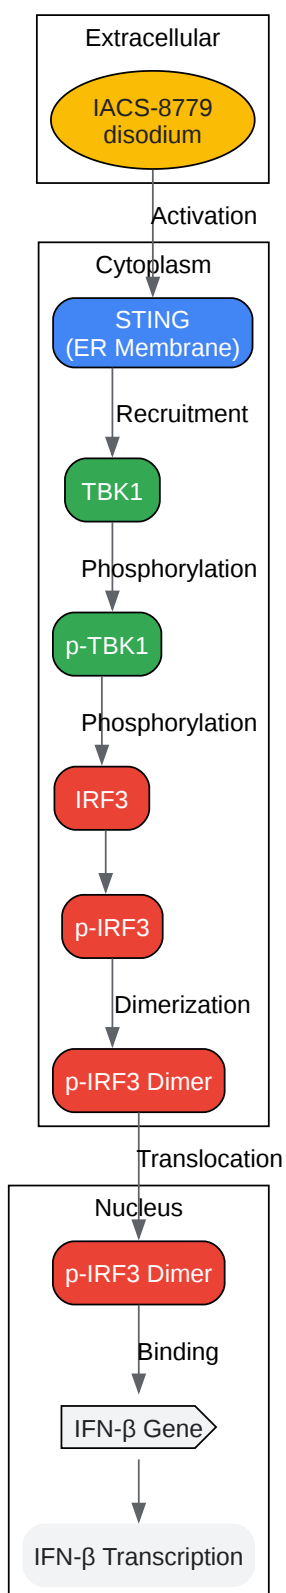 Extracellular
IACS-8779
disodium
Activation
Cytoplasm
STING
(ER Membrane)
Recruitment
TBK1
Phosphorylation
p-TBK1
Phosphorylation
IRF3
p-IRF3
Dimerization
p-IRF3 Dimer
Translocation
Nucleus
p-IRF3 Dimer
Binding
IFN-β Gene
IFN-β Transcription